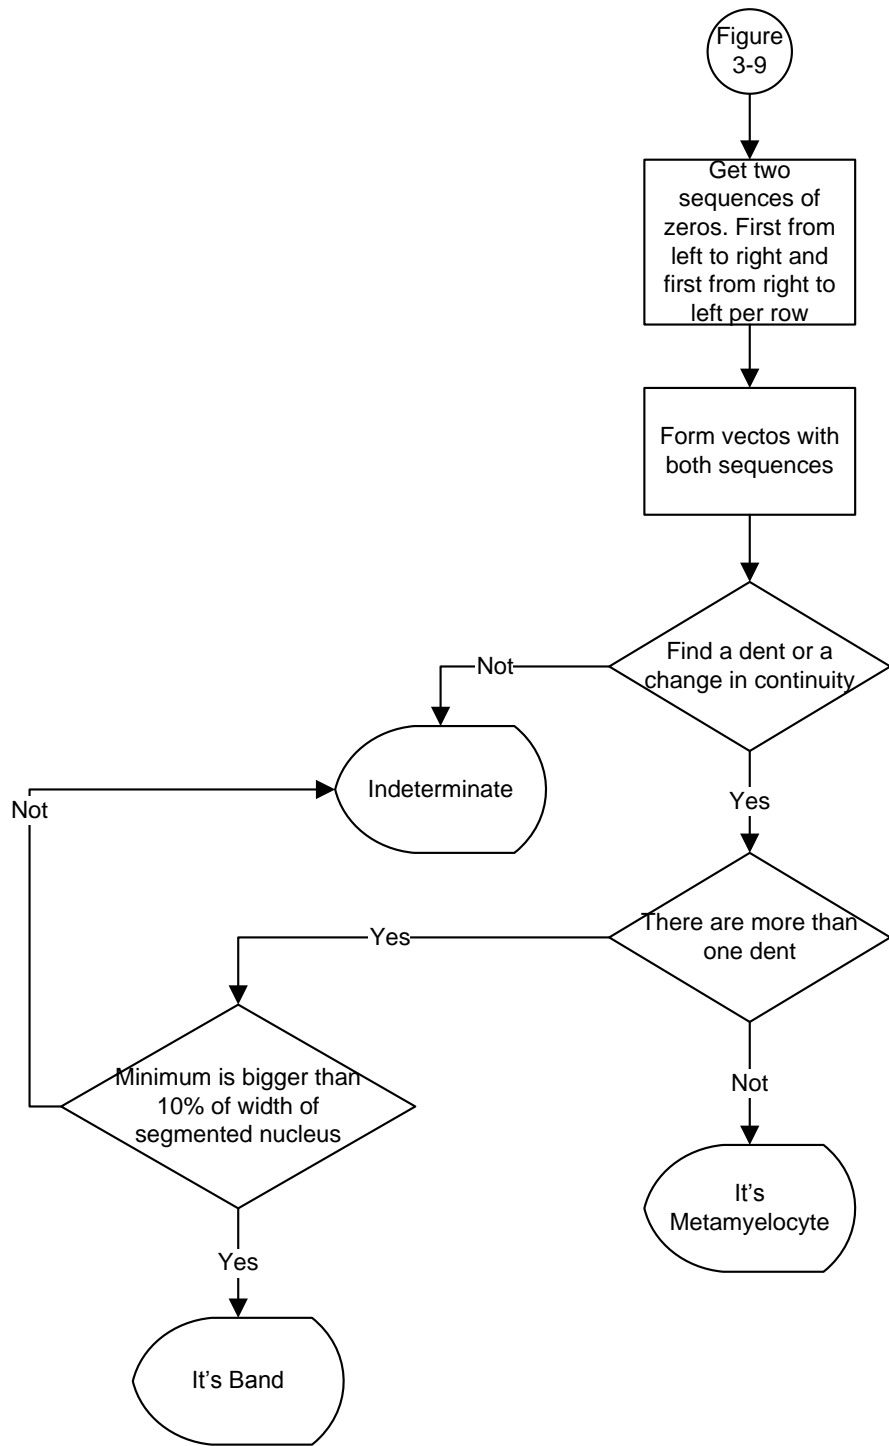 Figure
3-9
Get two
sequences of
zeros. First from
left to right and
first from right to
left per row
Form vectos with
both sequences
Find a dent or a
change in continuity
Not
Indeterminate
Yes
Not
There are more than
one dent
Yes
Minimum is bigger than
10% of width of
segmented nucleus
Not
It’s
Metamyelocyte
Yes
It’s Band